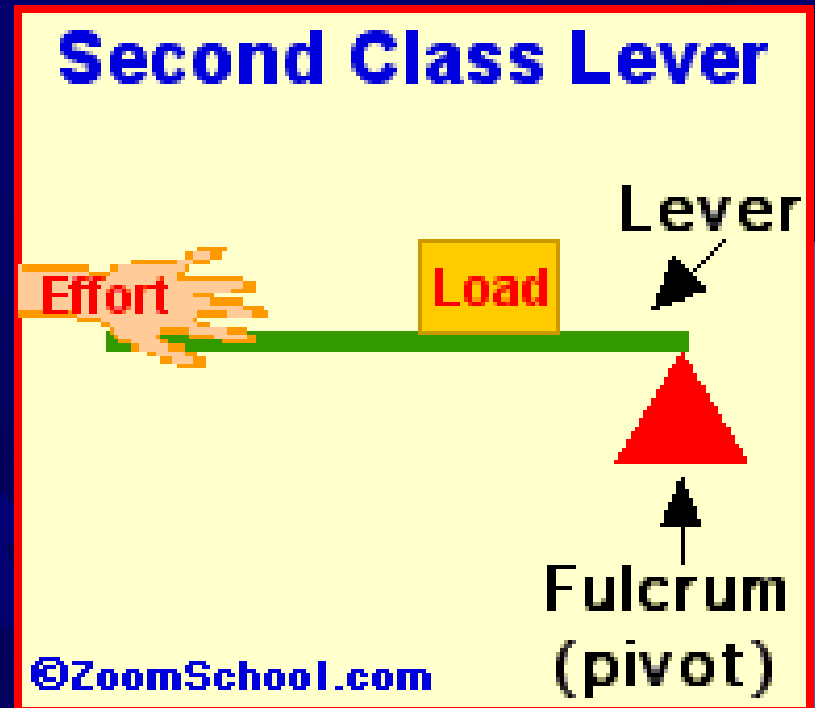 Second Class Lever
Lever
Effort
Load
Fulcrum
(pivot)
©ZoomSchool.com